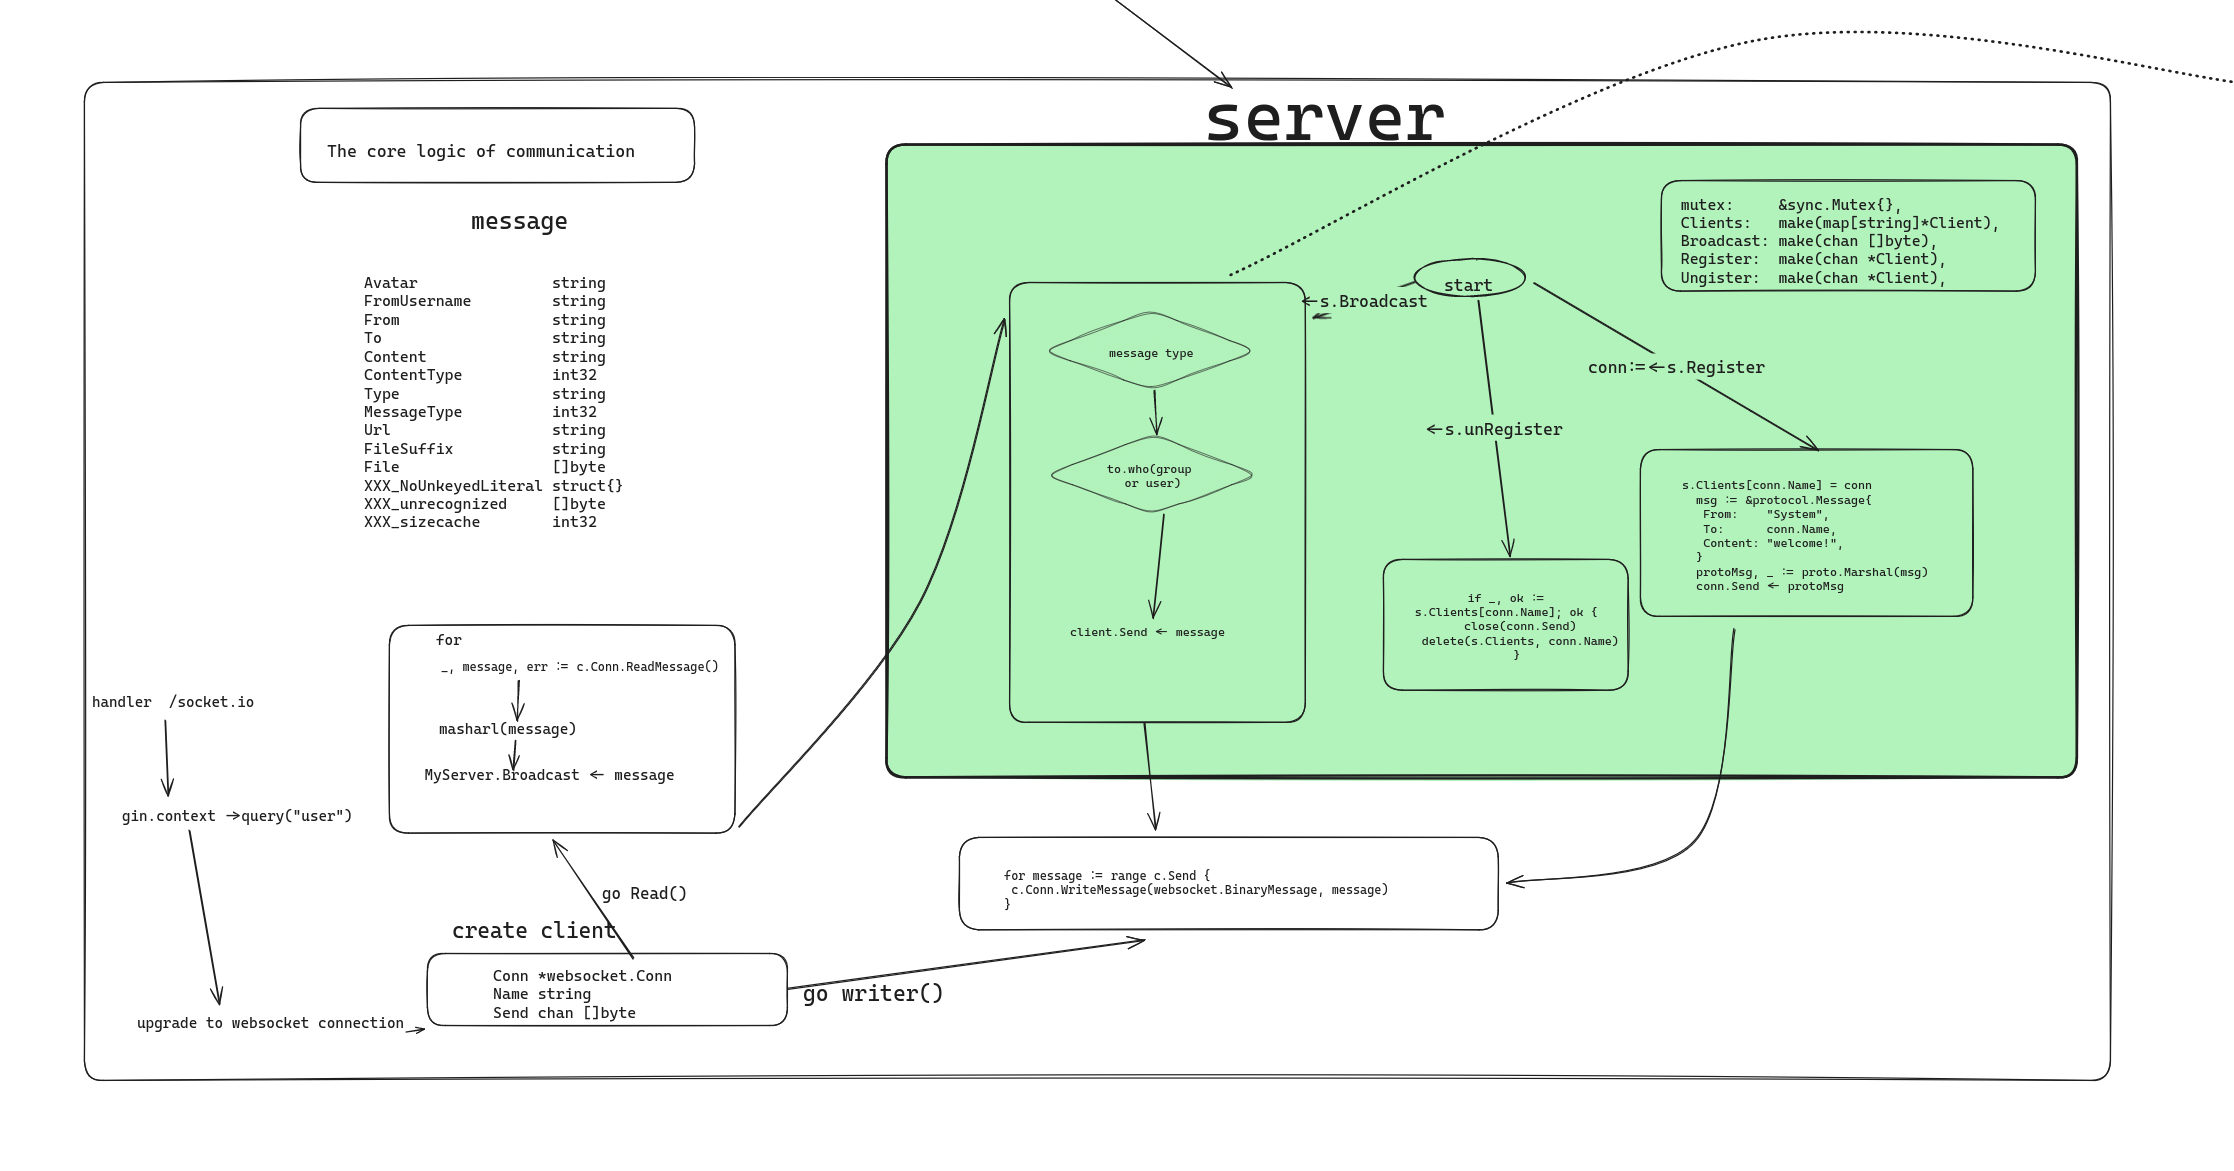 server
The core logic of communication
message
Avatar string
FromUsername string
From string
To string
Content string
ContentType int32
Type string
MessageType int32
Url string
FileSuffix string
File []byte
XXX_NoUnkeyedLiteral struct{}
XXX_unrecognized []byte
XXX_sizecache int32
mutex: &sync.Mutex{},
Clients: make(map[string]*Client),
Broadcast: make(chan []byte),
Register: make(chan *Client),
Ungister: make(chan *Client),
start
←s.Broadcast
message type
to.who(group
or user)
client.Send ← message
←s.unRegister
conn:=←s.Register
s.Clients[conn.Name] = conn
msg := &protocol.Message{
From: "System",
To: conn.Name,
Content: "welcome!",
}
protoMsg, _ := proto.Marshal(msg)
conn.Send ← protoMsg
if _, ok :=
s.Clients[conn.Name]; ok {
close(conn.Send)
delete(s.Clients, conn.Name)
}
for
_, message, err := c.Conn.ReadMessage()
masharl(message)
MyServer.Broadcast ← message
handler /socket.io
gin.context →query("user")
upgrade to websocket connection
go Read()
create client
Conn *websocket.Conn
Name string
Send chan []byte
go writer()
for message := range c.Send {
c.Conn.WriteMessage(websocket.BinaryMessage, message)
}